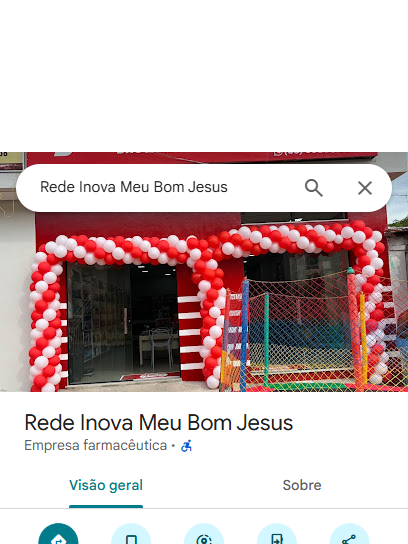 Rede Inova Meu Bom Jesus
Rede Inova Meu Bom Jesus
Empresa farmacêutica ·
Visão geral
Sobre